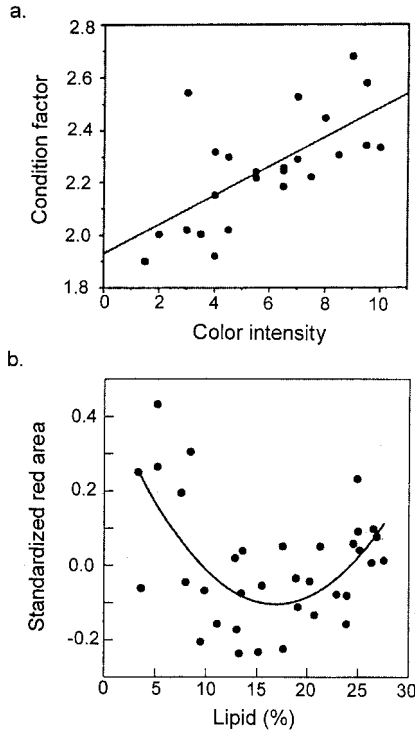 a.
2.8
2.6
2.4
2.2
2.0
1.8
Condition factor
0 2 4 6 8 10
Color intensity
b.
0.4
0.2
0.0
-0.2
Standardized red area
0 5 10 15 20 25 30
Lipid (%)